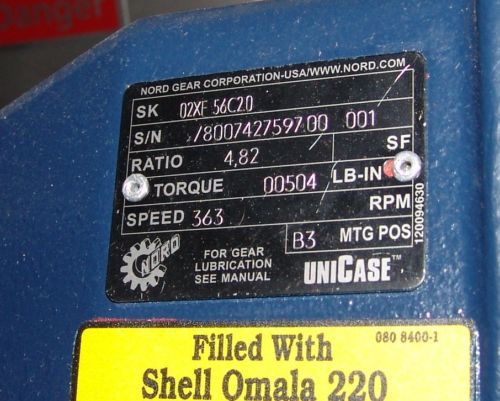 Danger
NORD GEAR CORPORATION-USA/WWW.NORD.COM
SK 02XF 56C20
S/N /8007427597.00 001
RATIO 4,82 SF
TORQUE 00504 LB-IN
SPEED 363 RPM
B3 MTG POS
120094630
NORD
FOR GEAR
LUBRICATION
SEE MANUAL
UNICASE™
080 8400-1
Filled With
Shell Omala 220